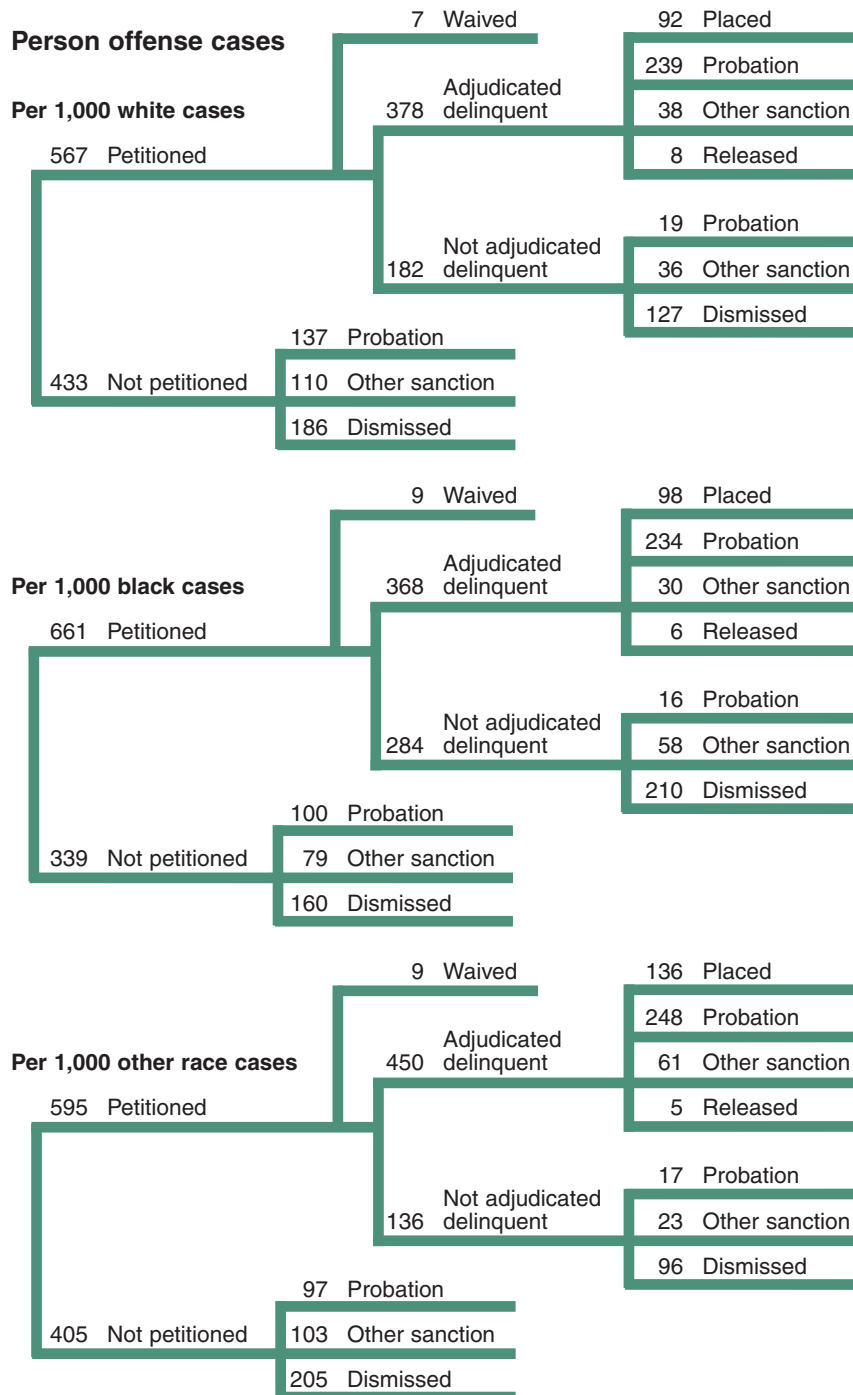 Person offense cases
7 Waived
92 Placed
239 Probation
Per 1,000 white cases
378 Adjudicated
delinquent
38 Other sanction
567 Petitioned
8 Released
19 Probation
182 Not adjudicated
delinquent
36 Other sanction
127 Dismissed
137 Probation
433 Not petitioned
110 Other sanction
186 Dismissed
9 Waived
98 Placed
234 Probation
Per 1,000 black cases
368 Adjudicated
delinquent
30 Other sanction
661 Petitioned
6 Released
16 Probation
284 Not adjudicated
delinquent
58 Other sanction
210 Dismissed
100 Probation
339 Not petitioned
79 Other sanction
160 Dismissed
9 Waived
136 Placed
248 Probation
Per 1,000 other race cases
450 Adjudicated
delinquent
61 Other sanction
595 Petitioned
5 Released
17 Probation
136 Not adjudicated
delinquent
23 Other sanction
96 Dismissed
97 Probation
405 Not petitioned
103 Other sanction
205 Dismissed